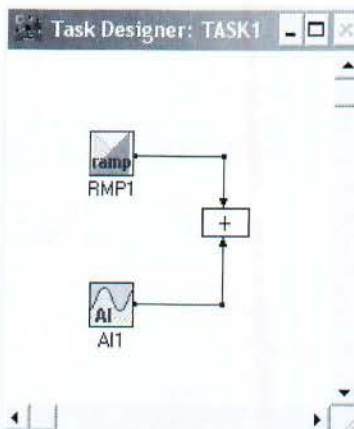 Task Designer: TASK1
ramp
RMP1
+
AI
AI1